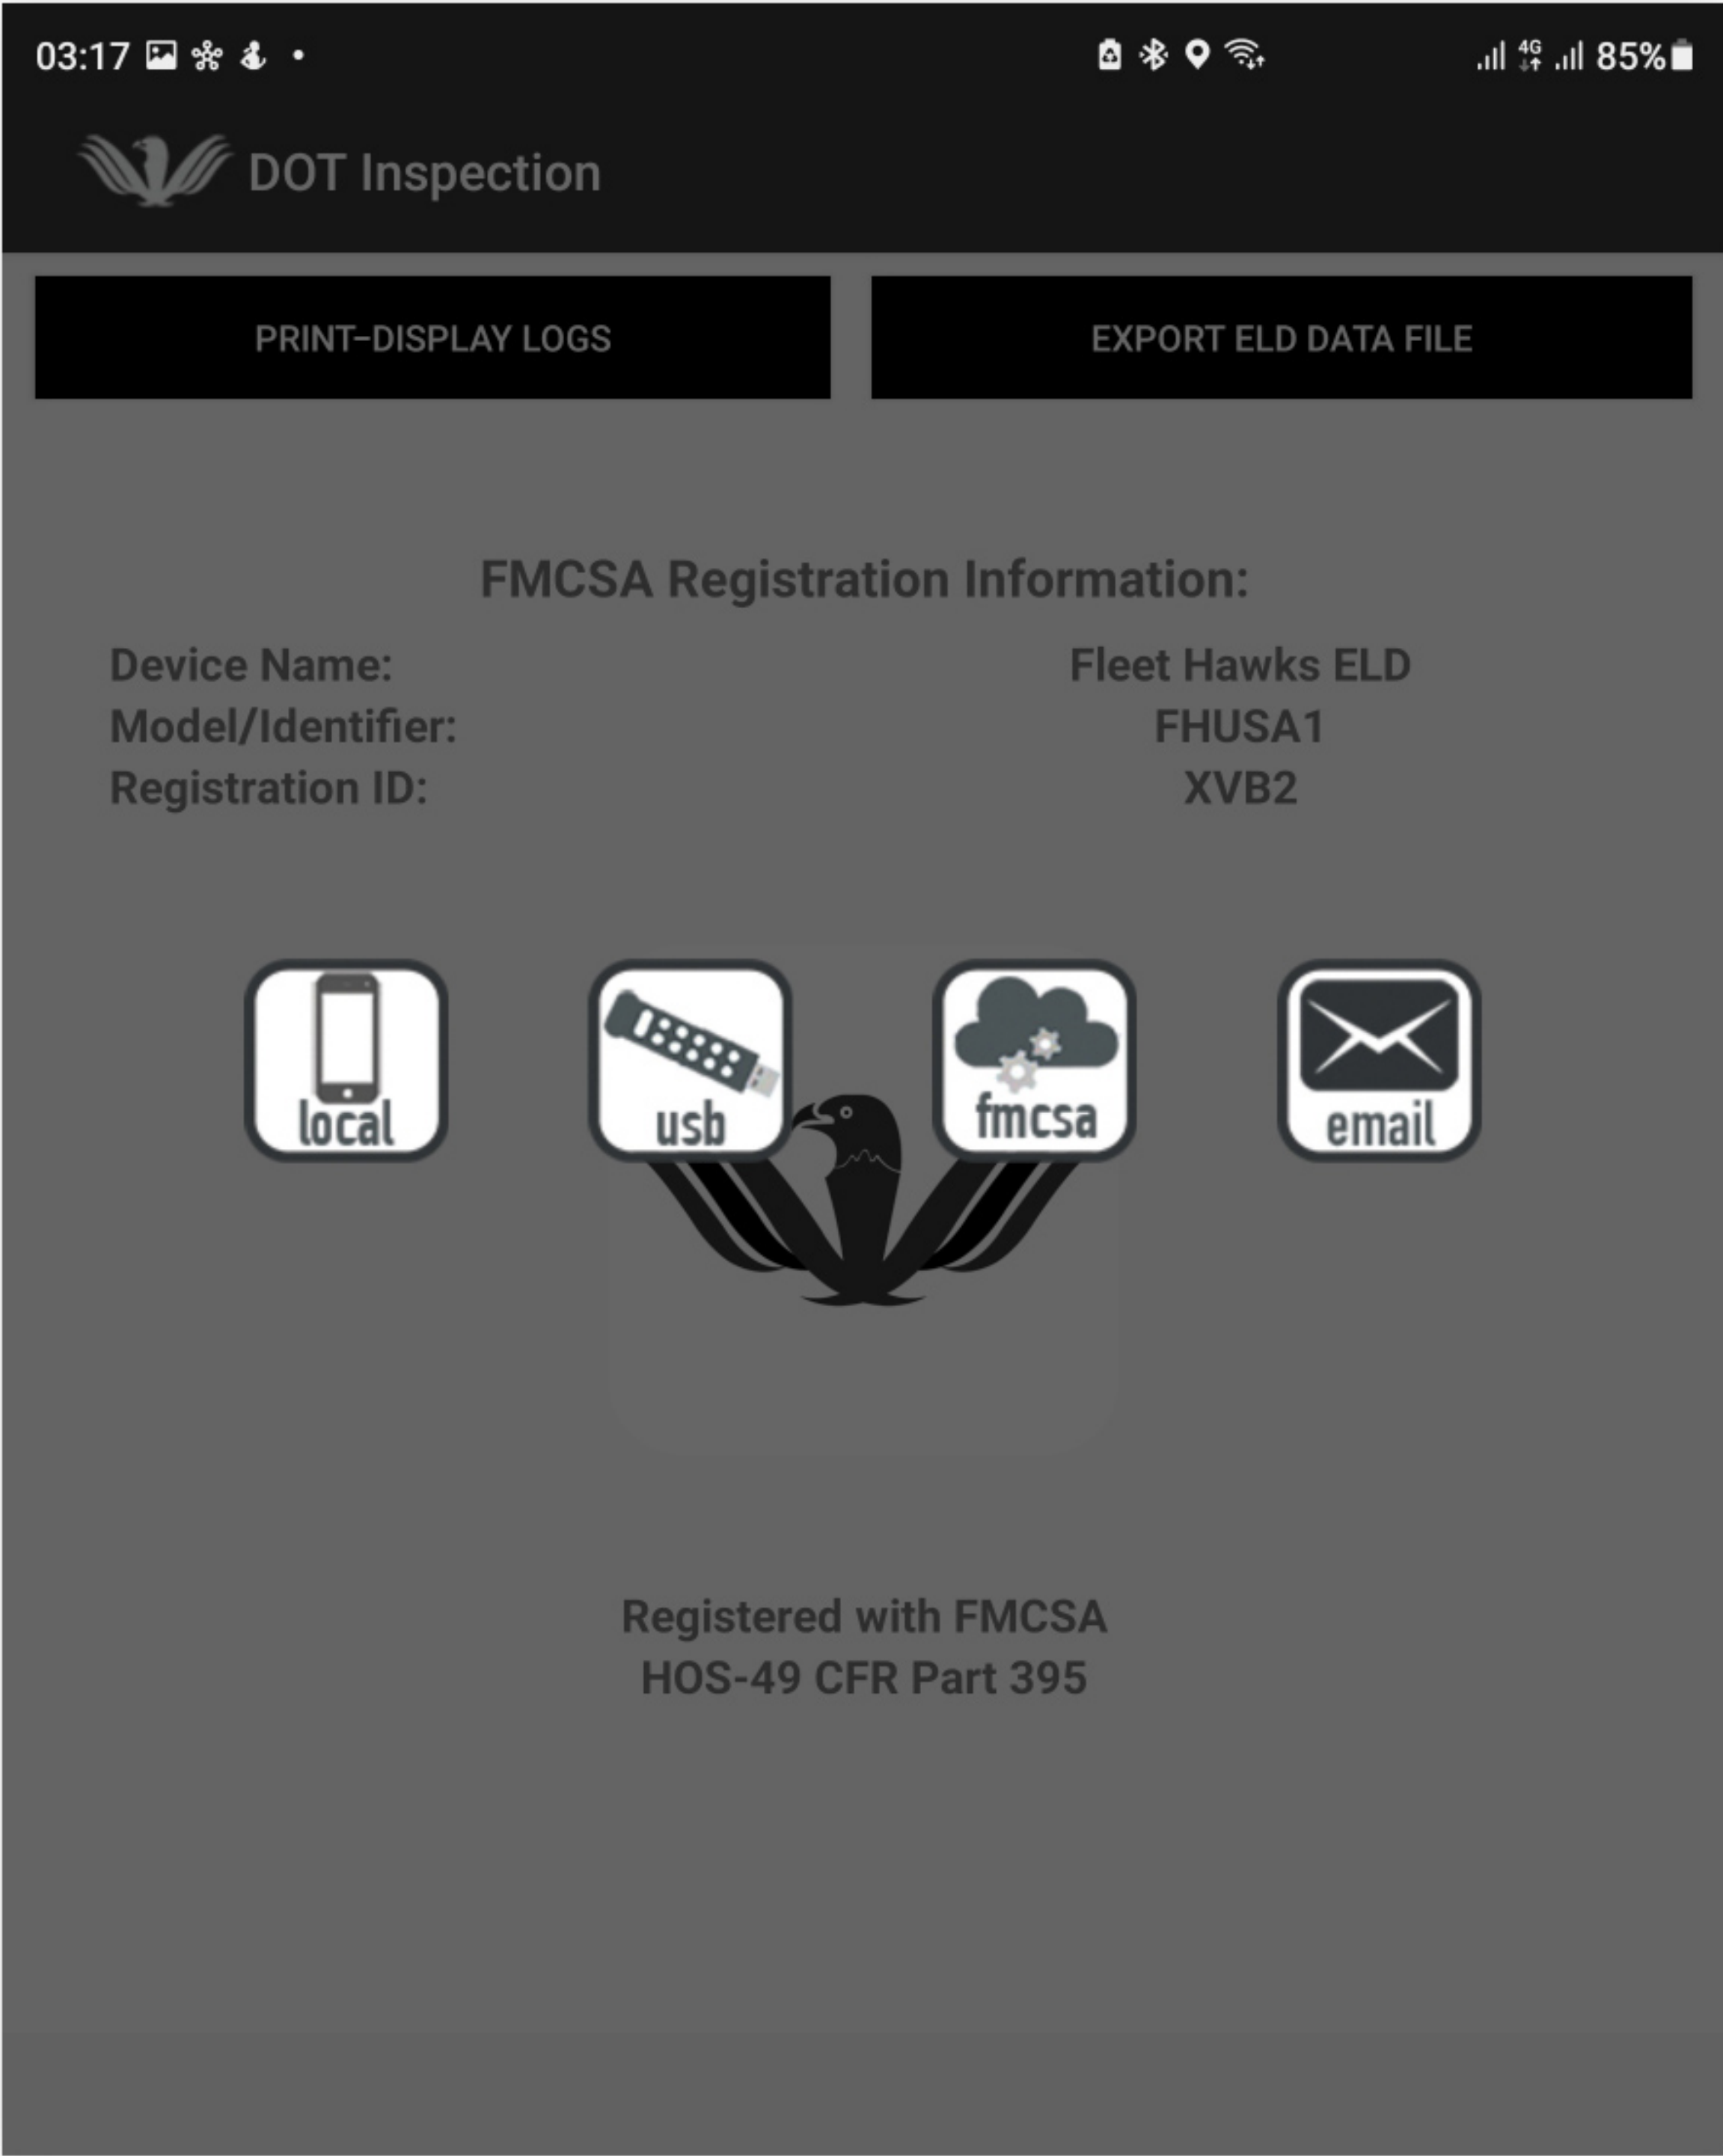 03:17 4G 85%
DOT Inspection
PRINT–DISPLAY LOGS EXPORT ELD DATA FILE
FMCSA Registration Information:
Device Name: Fleet Hawks ELD
Model/Identifier: FHUSA1
Registration ID: XVB2
local usb fmcsa email
Registered with FMCSA
HOS-49 CFR Part 395